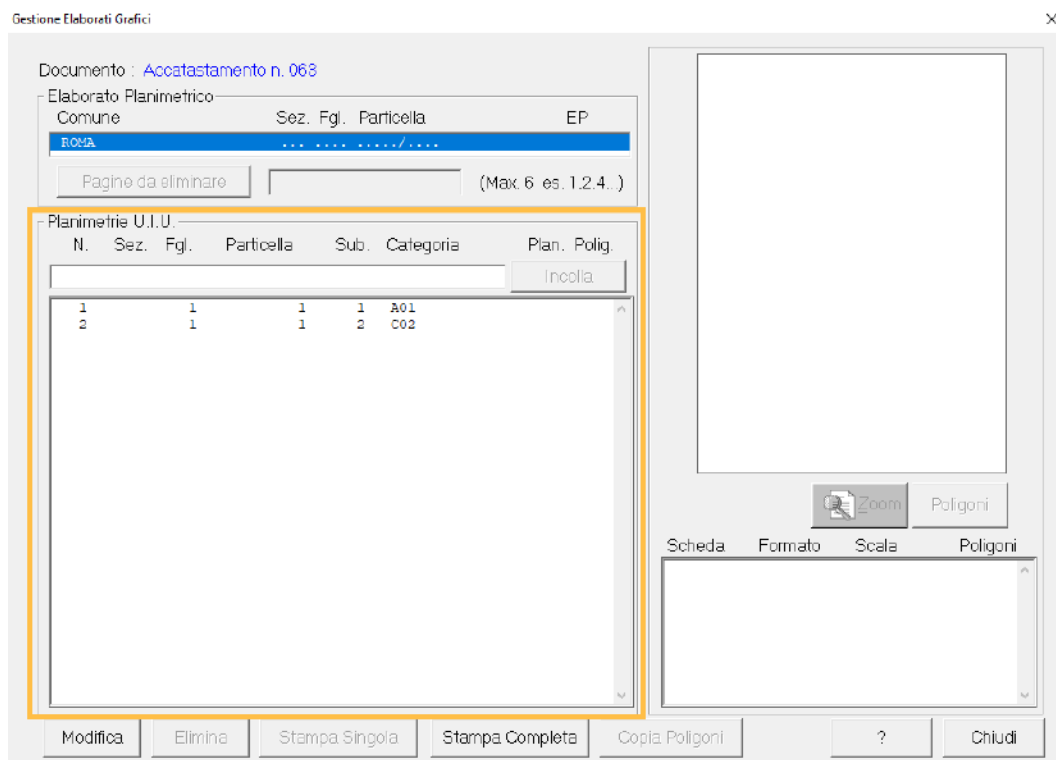 Gestione Elaborati Grafici
Documento : Accatastamento n. 063
Elaborato Planimetrico
Comune Sez. Fgl. Particella EP
ROMA ... .... ...../....
Pagine da eliminare (Max. 6 es. 1.2.4...)
Planimetrie U.I.U.
N. Sez. Fgl. Particella Sub. Categoria Plan. Polig.
Incolla
1 1 1 1 A01
2 1 1 2 C02
Zoom Poligoni
Scheda Formato Scala Poligoni
Modifica Elimina Stampa Singola Stampa Completa Copia Poligoni ? Chiudi